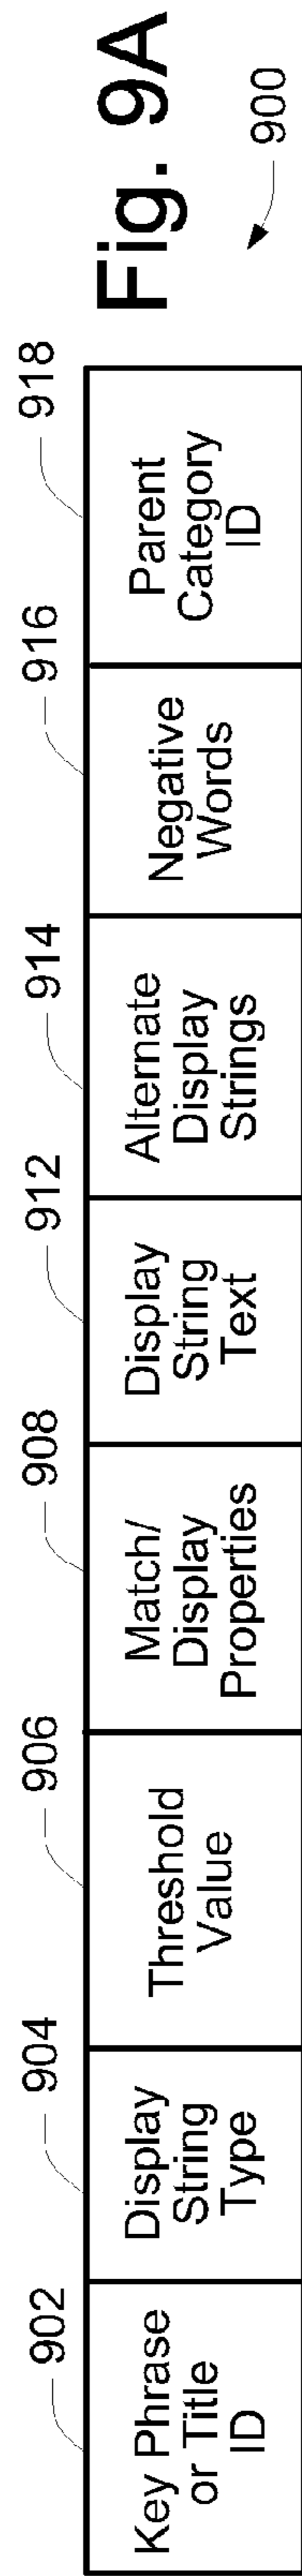 Fig. 9A
900
902
904
906
908
912
914
916
918
Key Phrase
or Title
ID
Display
String
Type
Threshold
Value
Match/
Display
Properties
Display
String
Text
Alternate
Display
Strings
Negative
Words
Parent
Category
ID